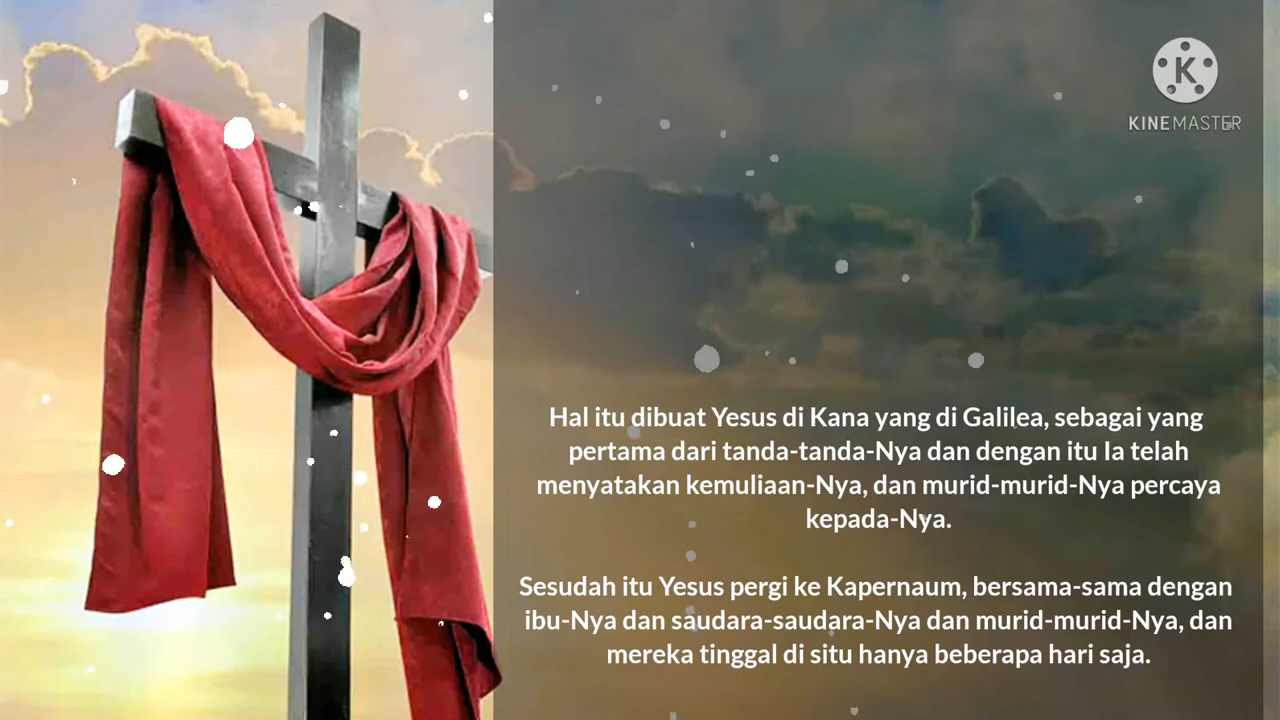 K
KINEMASTER
Hal itu dibuat Yesus di Kana yang di Galilea, sebagai yang
pertama dari tanda-tanda-Nya dan dengan itu Ia telah
menyatakan kemuliaan-Nya, dan murid-murid-Nya percaya
kepada-Nya.
Sesudah itu Yesus pergi ke Kapernaum, bersama-sama dengan
ibu-Nya dan saudara-saudara-Nya dan murid-murid-Nya, dan
mereka tinggal di situ hanya beberapa hari saja.